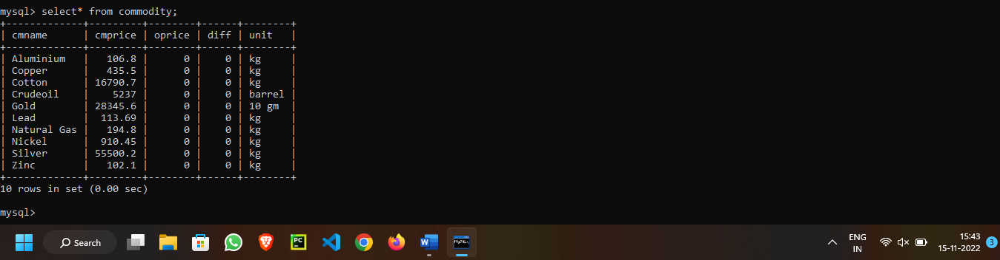 mysql> select* from commodity;
+-------------+---------+--------+------+--------+
| cmname      | cmprice | oprice | diff | unit   |
+-------------+---------+--------+------+--------+
| Aluminium   |   106.8 |      0 |    0 | kg     |
| Copper      |   435.5 |      0 |    0 | kg     |
| Cotton      | 16790.7 |      0 |    0 | kg     |
| Crudeoil    |    5237 |      0 |    0 | barrel |
| Gold        | 28345.6 |      0 |    0 | 10 gm  |
| Lead        |  113.69 |      0 |    0 | kg     |
| Natural Gas |   194.8 |      0 |    0 | kg     |
| Nickel      |  910.45 |      0 |    0 | kg     |
| Silver      | 55500.2 |      0 |    0 | kg     |
| Zinc        |   102.1 |      0 |    0 | kg     |
+-------------+---------+--------+------+--------+
10 rows in set (0.00 sec)
mysql>
Search
PC
W
ENG
IN
15:43
15-11-2022
3